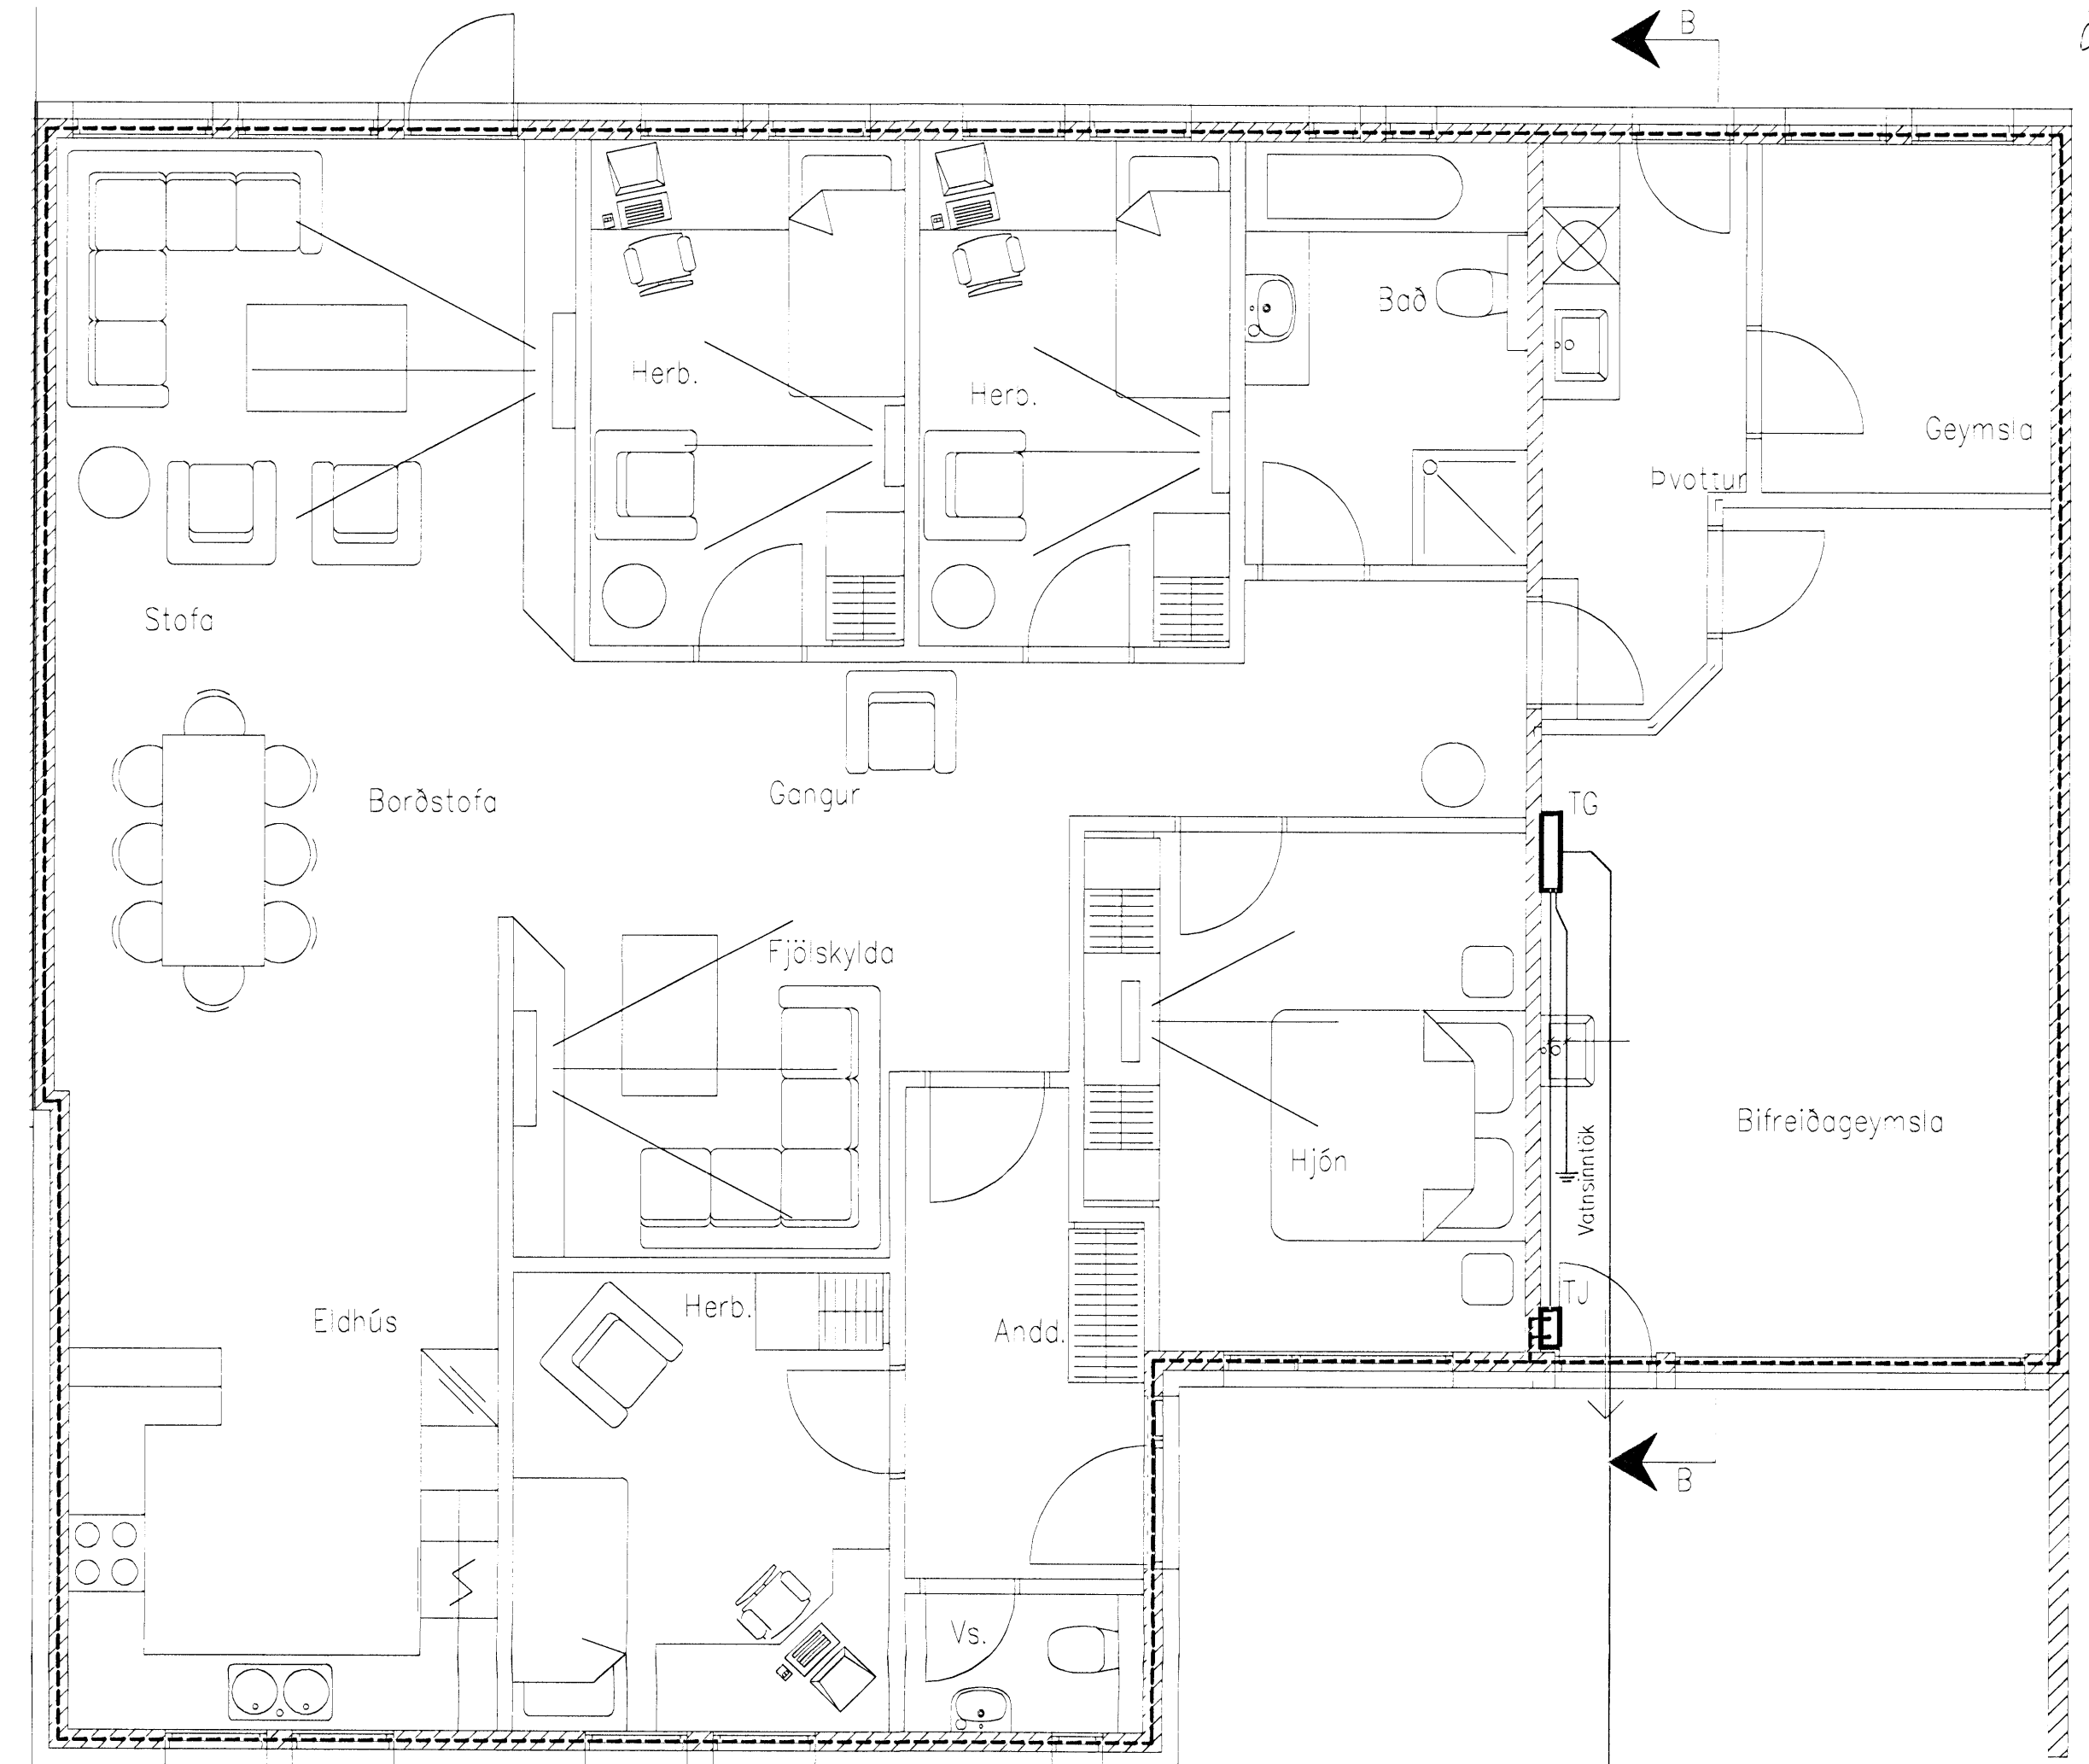 B
Bað
Herb.
Herb.
Geymsla
Þvottur
Stofa
Borðstofa
Gangur
TG
Fjölskylda
Bifreiðageymsla
Hjón
Vatnsinntök
TJ
Herb.
Eldhús
Andd.
B
Vs.